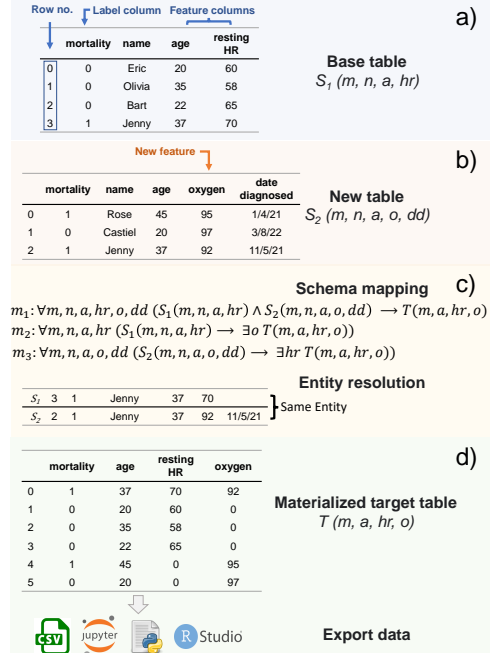 Row no. Label column Feature columns a)
mortality name age resting HR
0 0 Eric 20 60
1 0 Olivia 35 58
2 0 Bart 22 65
3 1 Jenny 37 70
Base table
S₁ (m, n, a, hr)
New feature b)
mortality name age oxygen date diagnosed
0 1 Rose 45 95 1/4/21
1 0 Castiel 20 97 3/8/22
2 1 Jenny 37 92 11/5/21
New table
S₂ (m, n, a, o, dd)
c)
Schema mapping
m₁: ∀m, n, a, hr, o, dd (S₁(m, n, a, hr) ∧ S₂(m, n, a, o, dd) → T(m, a, hr, o)
m₂: ∀m, n, a, hr (S₁(m, n, a, hr) → ∃o T(m, a, hr, o))
m₃: ∀m, n, a, o, dd (S₂(m, n, a, o, dd) → ∃hr T(m, a, hr, o))
Entity resolution
S₁ 3 1 Jenny 37 70
S₂ 2 1 Jenny 37 92 11/5/21
Same Entity
d)
mortality age resting HR oxygen
0 1 37 70 92
1 0 20 60 0
2 0 35 58 0
3 0 22 65 0
4 1 45 0 95
5 0 20 0 97
Materialized target table
T (m, a, hr, o)
CSV jupyter R Studio
Export data